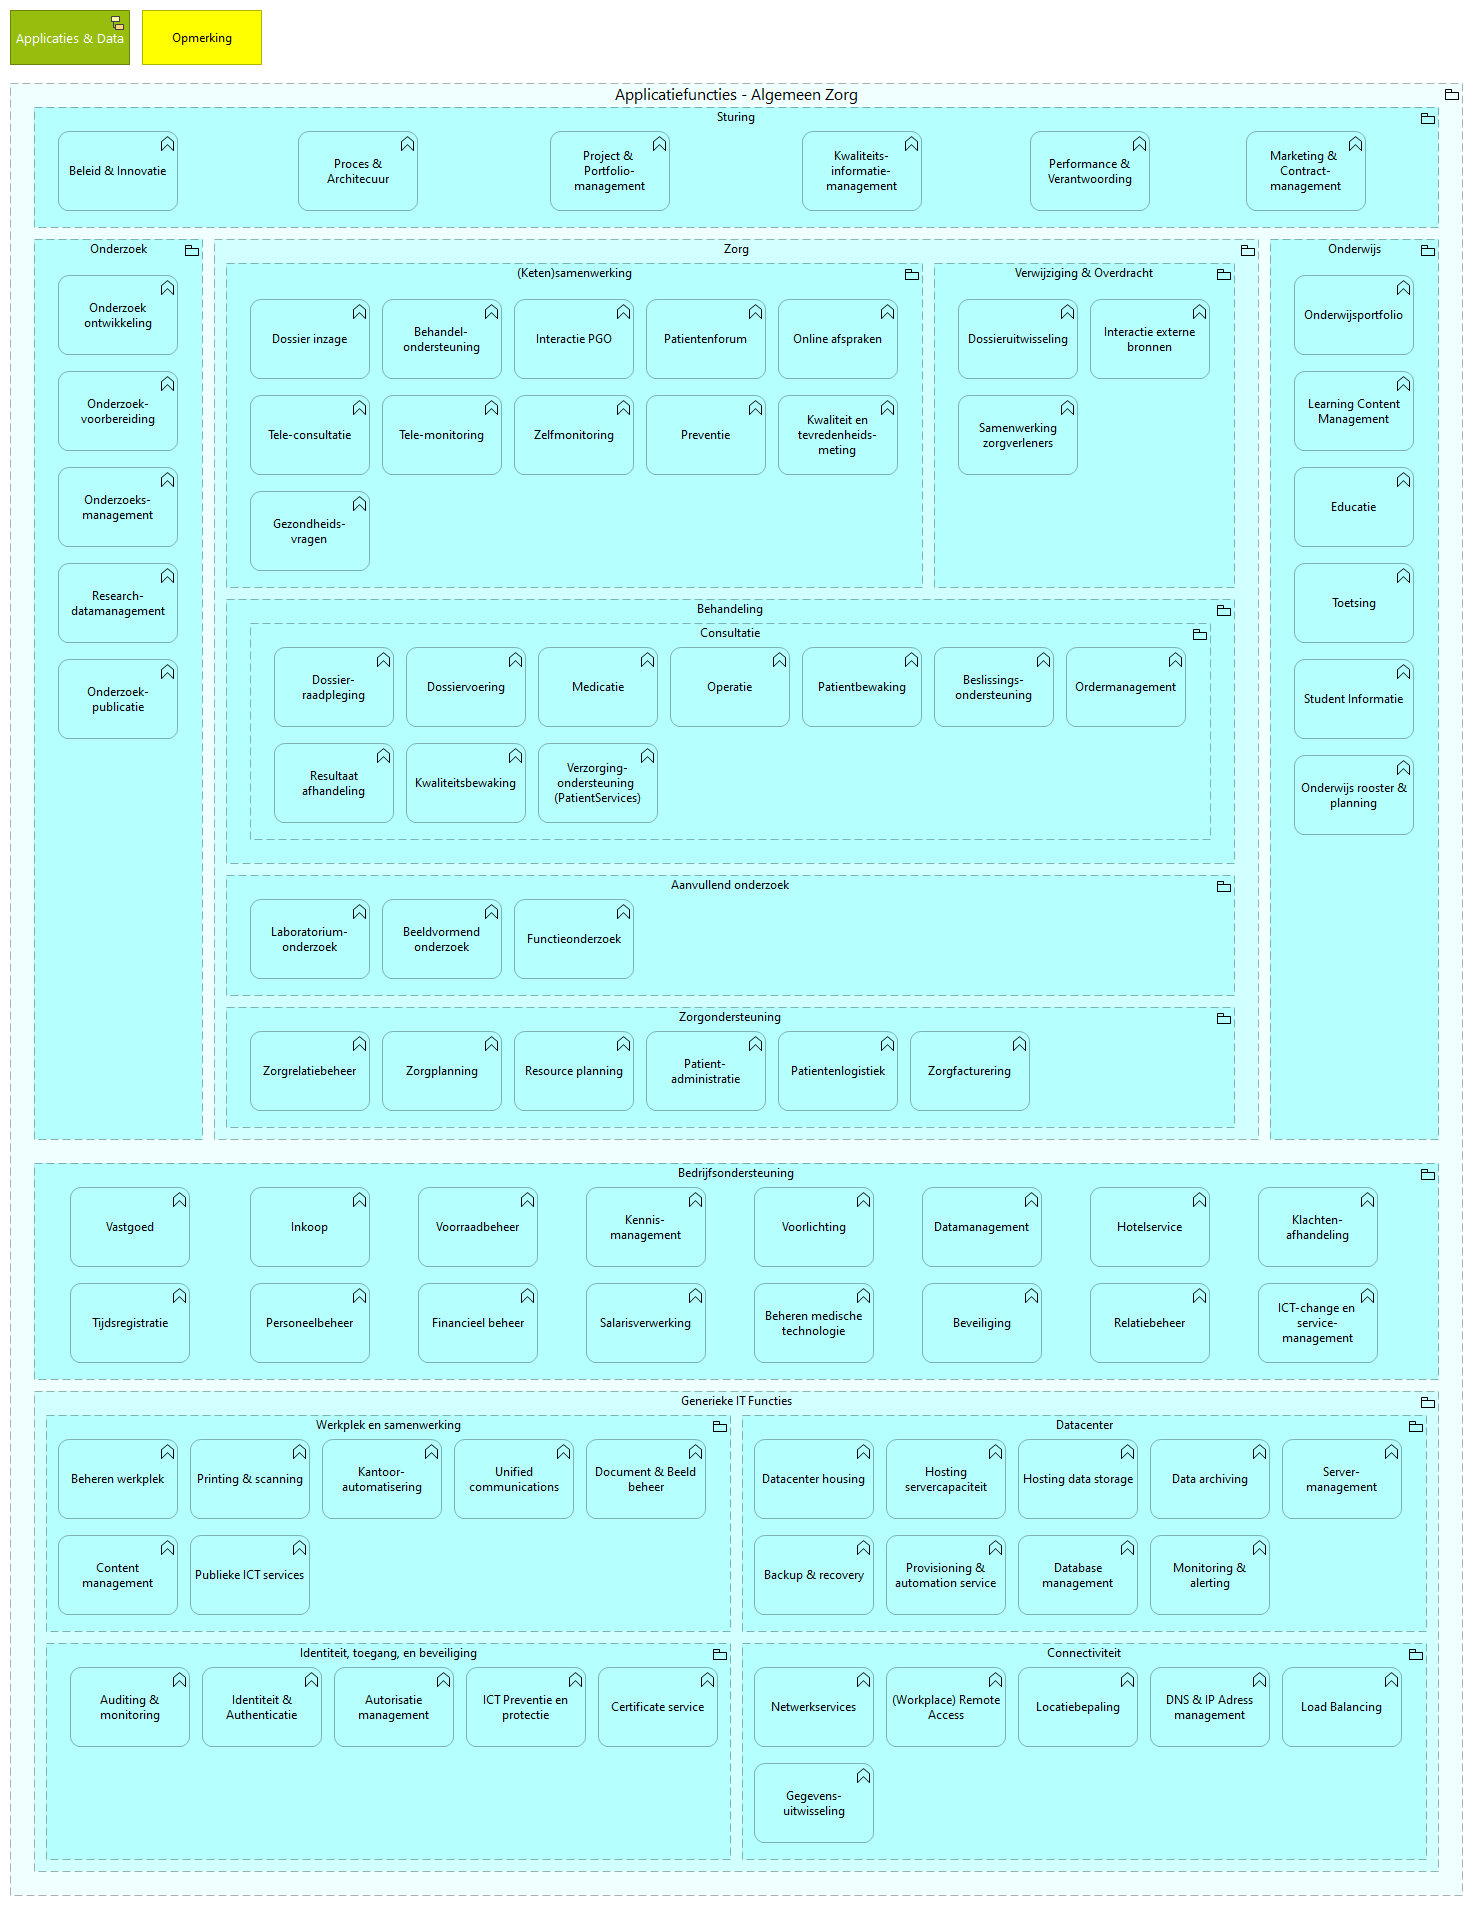 Applicaties & Data
Opmerking
Applicatiefuncties - Algemeen Zorg
Sturing
Beleid & Innovatie
Proces &
Architecuur
Project &
Portfolio-
management
Kwaliteits-
informatie-
management
Performance &
Verantwoording
Marketing &
Contract-
management
Onderzoek
Onderzoek
ontwikkeling
Onderzoek-
voorbereiding
Onderzoeks-
management
Research-
datamanagement
Onderzoek-
publicatie
Zorg
(Keten)samenwerking
Dossier inzage
Behandel-
ondersteuning
Interactie PGO
Patientenforum
Online afspraken
Tele-consultatie
Tele-monitoring
Zelfmonitoring
Preventie
Kwaliteit en
tevredenheids-
meting
Gezondheids-
vragen
Verwijziging & Overdracht
Dossieruitwisseling
Interactie externe
bronnen
Samenwerking
zorgverleners
Behandeling
Consultatie
Dossier-
raadpleging
Dossiervoering
Medicatie
Operatie
Patientbewaking
Beslissings-
ondersteuning
Ordermanagement
Resultaat
afhandeling
Kwaliteitsbewaking
Verzorging-
ondersteuning
(PatientServices)
Aanvullend onderzoek
Laboratorium-
onderzoek
Beeldvormend
onderzoek
Functieonderzoek
Zorgondersteuning
Zorgrelatiebeheer
Zorgplanning
Resource planning
Patient-
administratie
Patientenlogistiek
Zorgfacturering
Onderwijs
Onderwijsportfolio
Learning Content
Management
Educatie
Toetsing
Student Informatie
Onderwijs rooster &
planning
Bedrijfsondersteuning
Vastgoed
Inkoop
Voorraadbeheer
Kennis-
management
Voorlichting
Datamanagement
Hotelservice
Klachten-
afhandeling
Tijdsregistratie
Personeelbeheer
Financieel beheer
Salarisverwerking
Beheren medische
technologie
Beveiliging
Relatiebeheer
ICT-change en
service-
management
Generieke IT Functies
Werkplek en samenwerking
Beheren werkplek
Printing & scanning
Kantoor-
automatisering
Unified
communications
Document & Beeld
beheer
Content
management
Publieke ICT services
Datacenter
Datacenter housing
Hosting
servercapaciteit
Hosting data storage
Data archiving
Server-
management
Backup & recovery
Provisioning &
automation service
Database
management
Monitoring &
alerting
Identiteit, toegang, en beveiliging
Auditing &
monitoring
Identiteit &
Authenticatie
Autorisatie
management
ICT Preventie en
protectie
Certificate service
Connectiviteit
Netwerkservices
(Workplace) Remote
Access
Locatiebepaling
DNS & IP Adress
management
Load Balancing
Gegevens-
uitwisseling